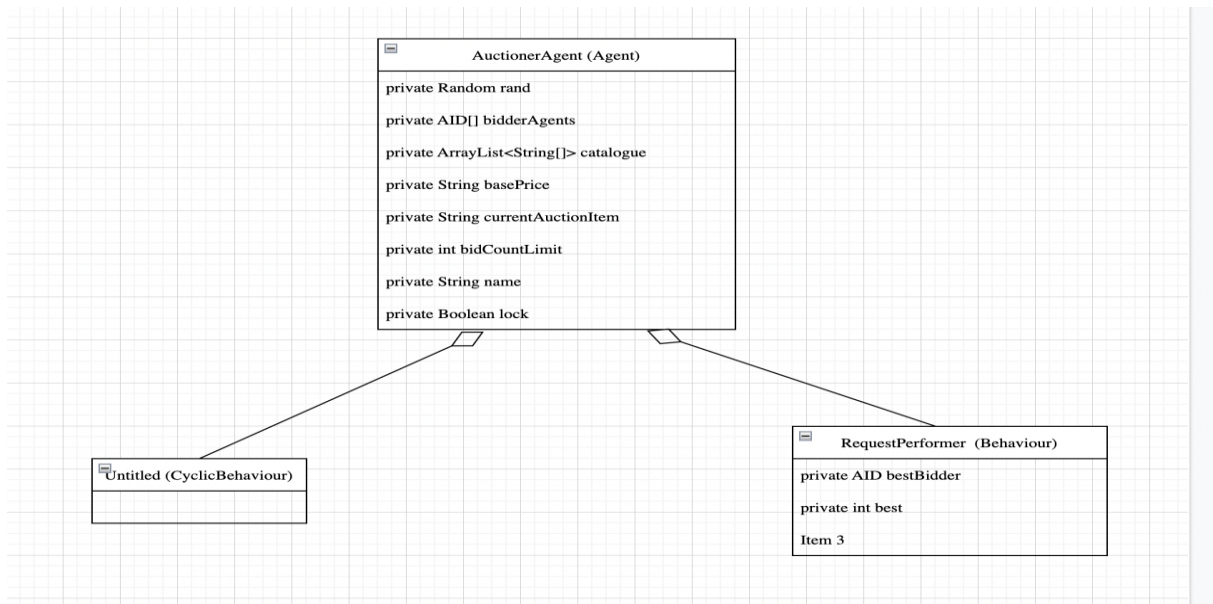 AuctionerAgent (Agent)
private Random rand
private AID[] bidderAgents
private ArrayList<String[]> catalogue
private String basePrice
private String currentAuctionItem
private int bidCountLimit
private String name
private Boolean lock
Untitled (CyclicBehaviour)
RequestPerformer (Behaviour)
private AID bestBidder
private int best
Item 3